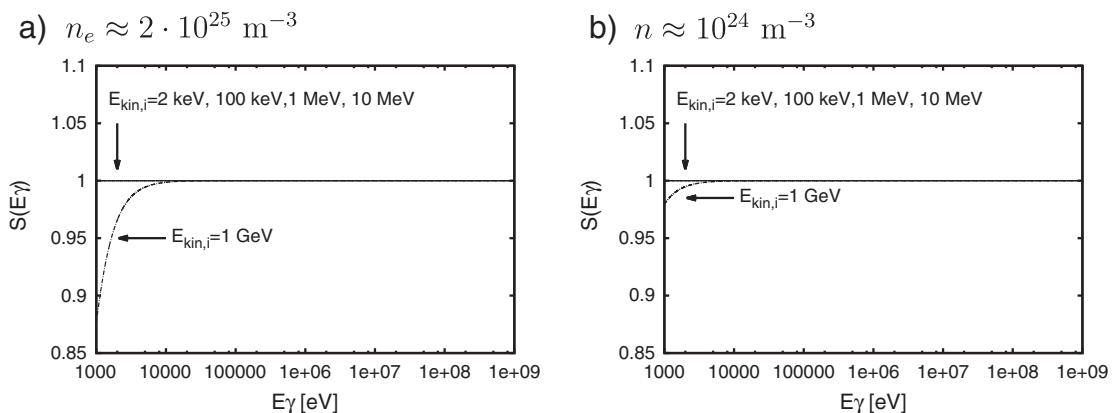 a) n_e ≈ 2 · 10^25 m^−3
1.1
1.05
1
0.95
0.9
0.85
S(Eγ)
E_kin,i=2 keV, 100 keV,1 MeV, 10 MeV
E_kin,i=1 GeV
1000 10000 100000 1e+06 1e+07 1e+08 1e+09
Eγ [eV]
b) n ≈ 10^24 m^−3
1.1
1.05
1
0.95
0.9
0.85
S(Eγ)
E_kin,i=2 keV, 100 keV,1 MeV, 10 MeV
E_kin,i=1 GeV
1000 10000 100000 1e+06 1e+07 1e+08 1e+09
Eγ [eV]